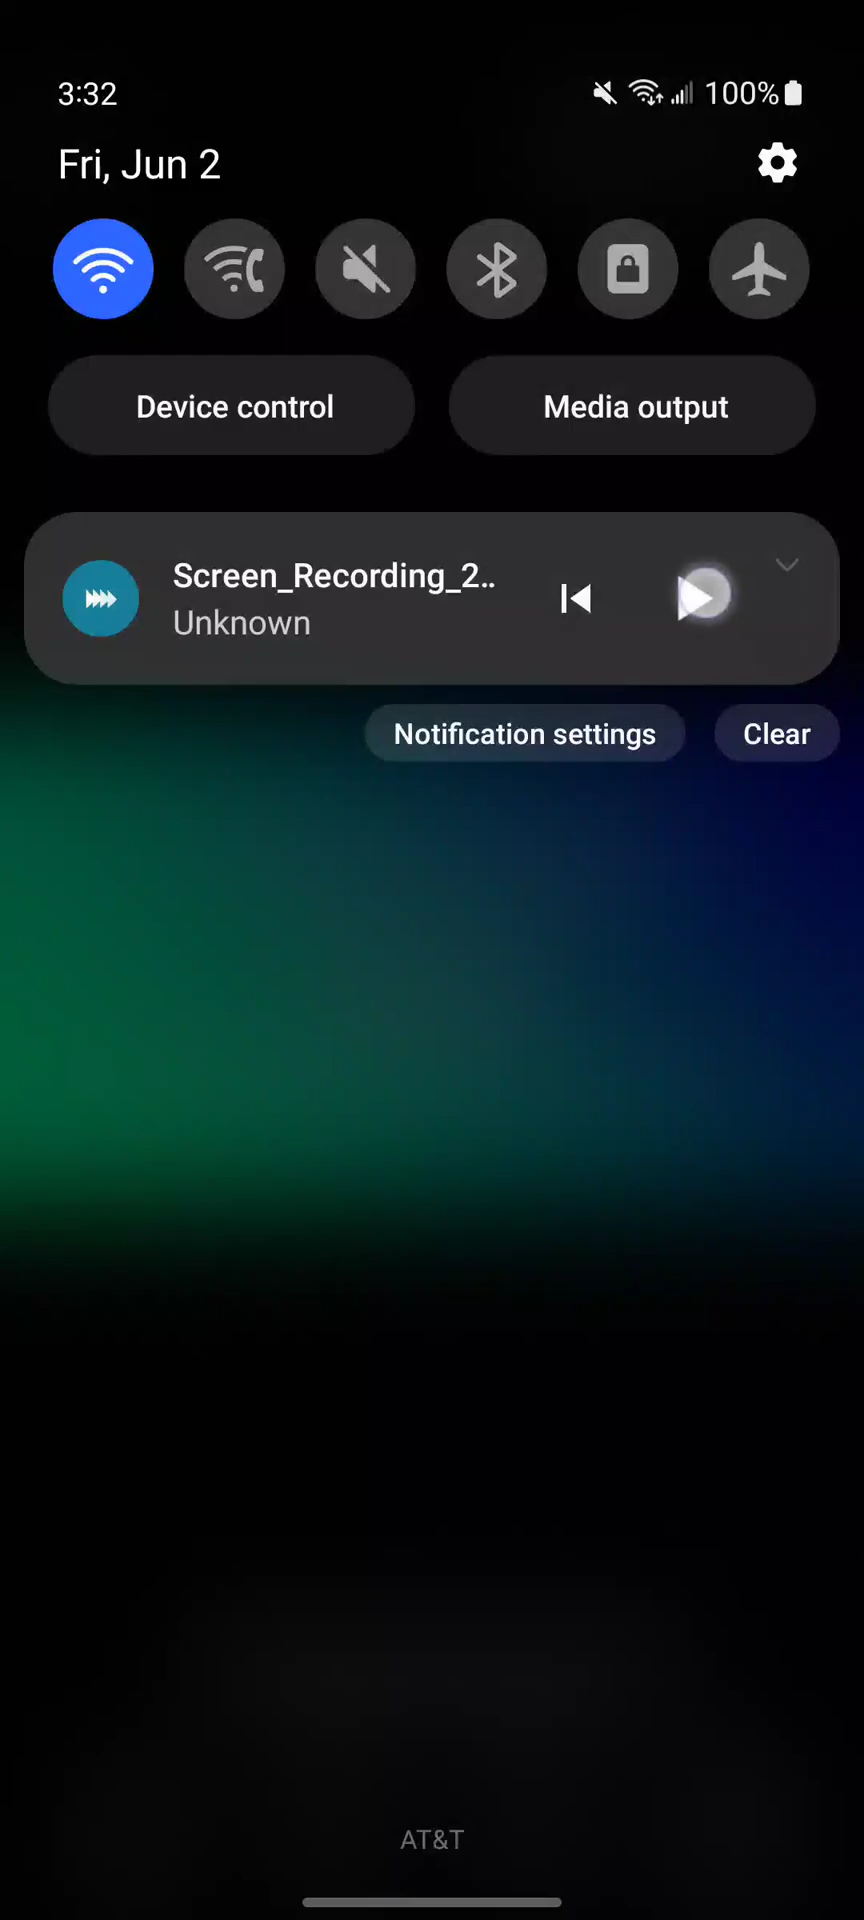 3:32
100%
Fri, Jun 2
Device control
Media output
Screen_Recording_2..
Unknown
Notification settings
Clear
AT&T